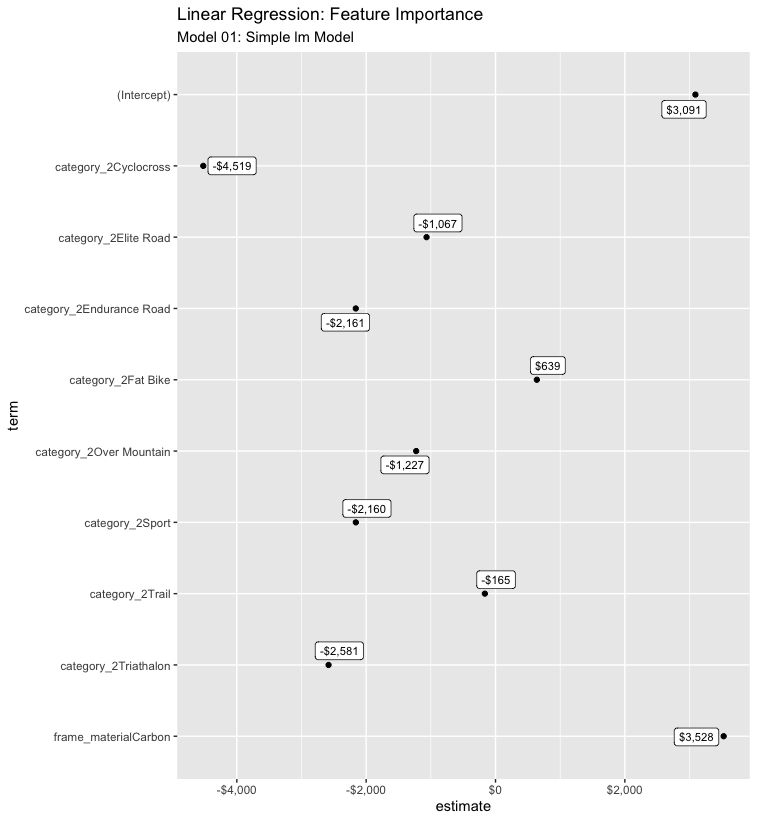 Linear Regression: Feature Importance
Model 01: Simple lm Model
(Intercept)
$3,091
category_2Cyclocross
-$4,519
category_2Elite Road
-$1,067
category_2Endurance Road
-$2,161
category_2Fat Bike
$639
category_2Over Mountain
-$1,227
category_2Sport
-$2,160
category_2Trail
-$165
category_2Triathalon
-$2,581
frame_materialCarbon
$3,528
term
-$4,000
-$2,000
$0
$2,000
estimate